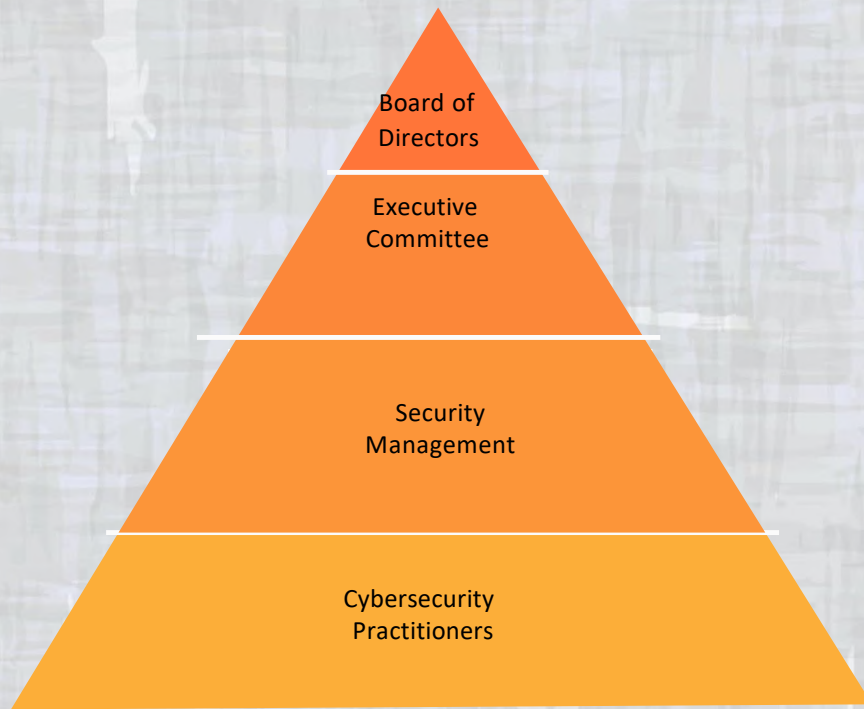 Board of
Directors
Executive
Committee
Security
Management
Cybersecurity
Practitioners